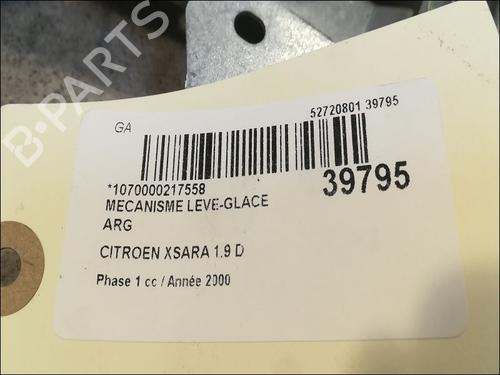 B-PARTS
GA
52720801 39795
*1070000217558
39795
MECANISME LEVE-GLACE
ARG
CITROEN XSARA 1.9 D
Phase 1 cc / Année 2000